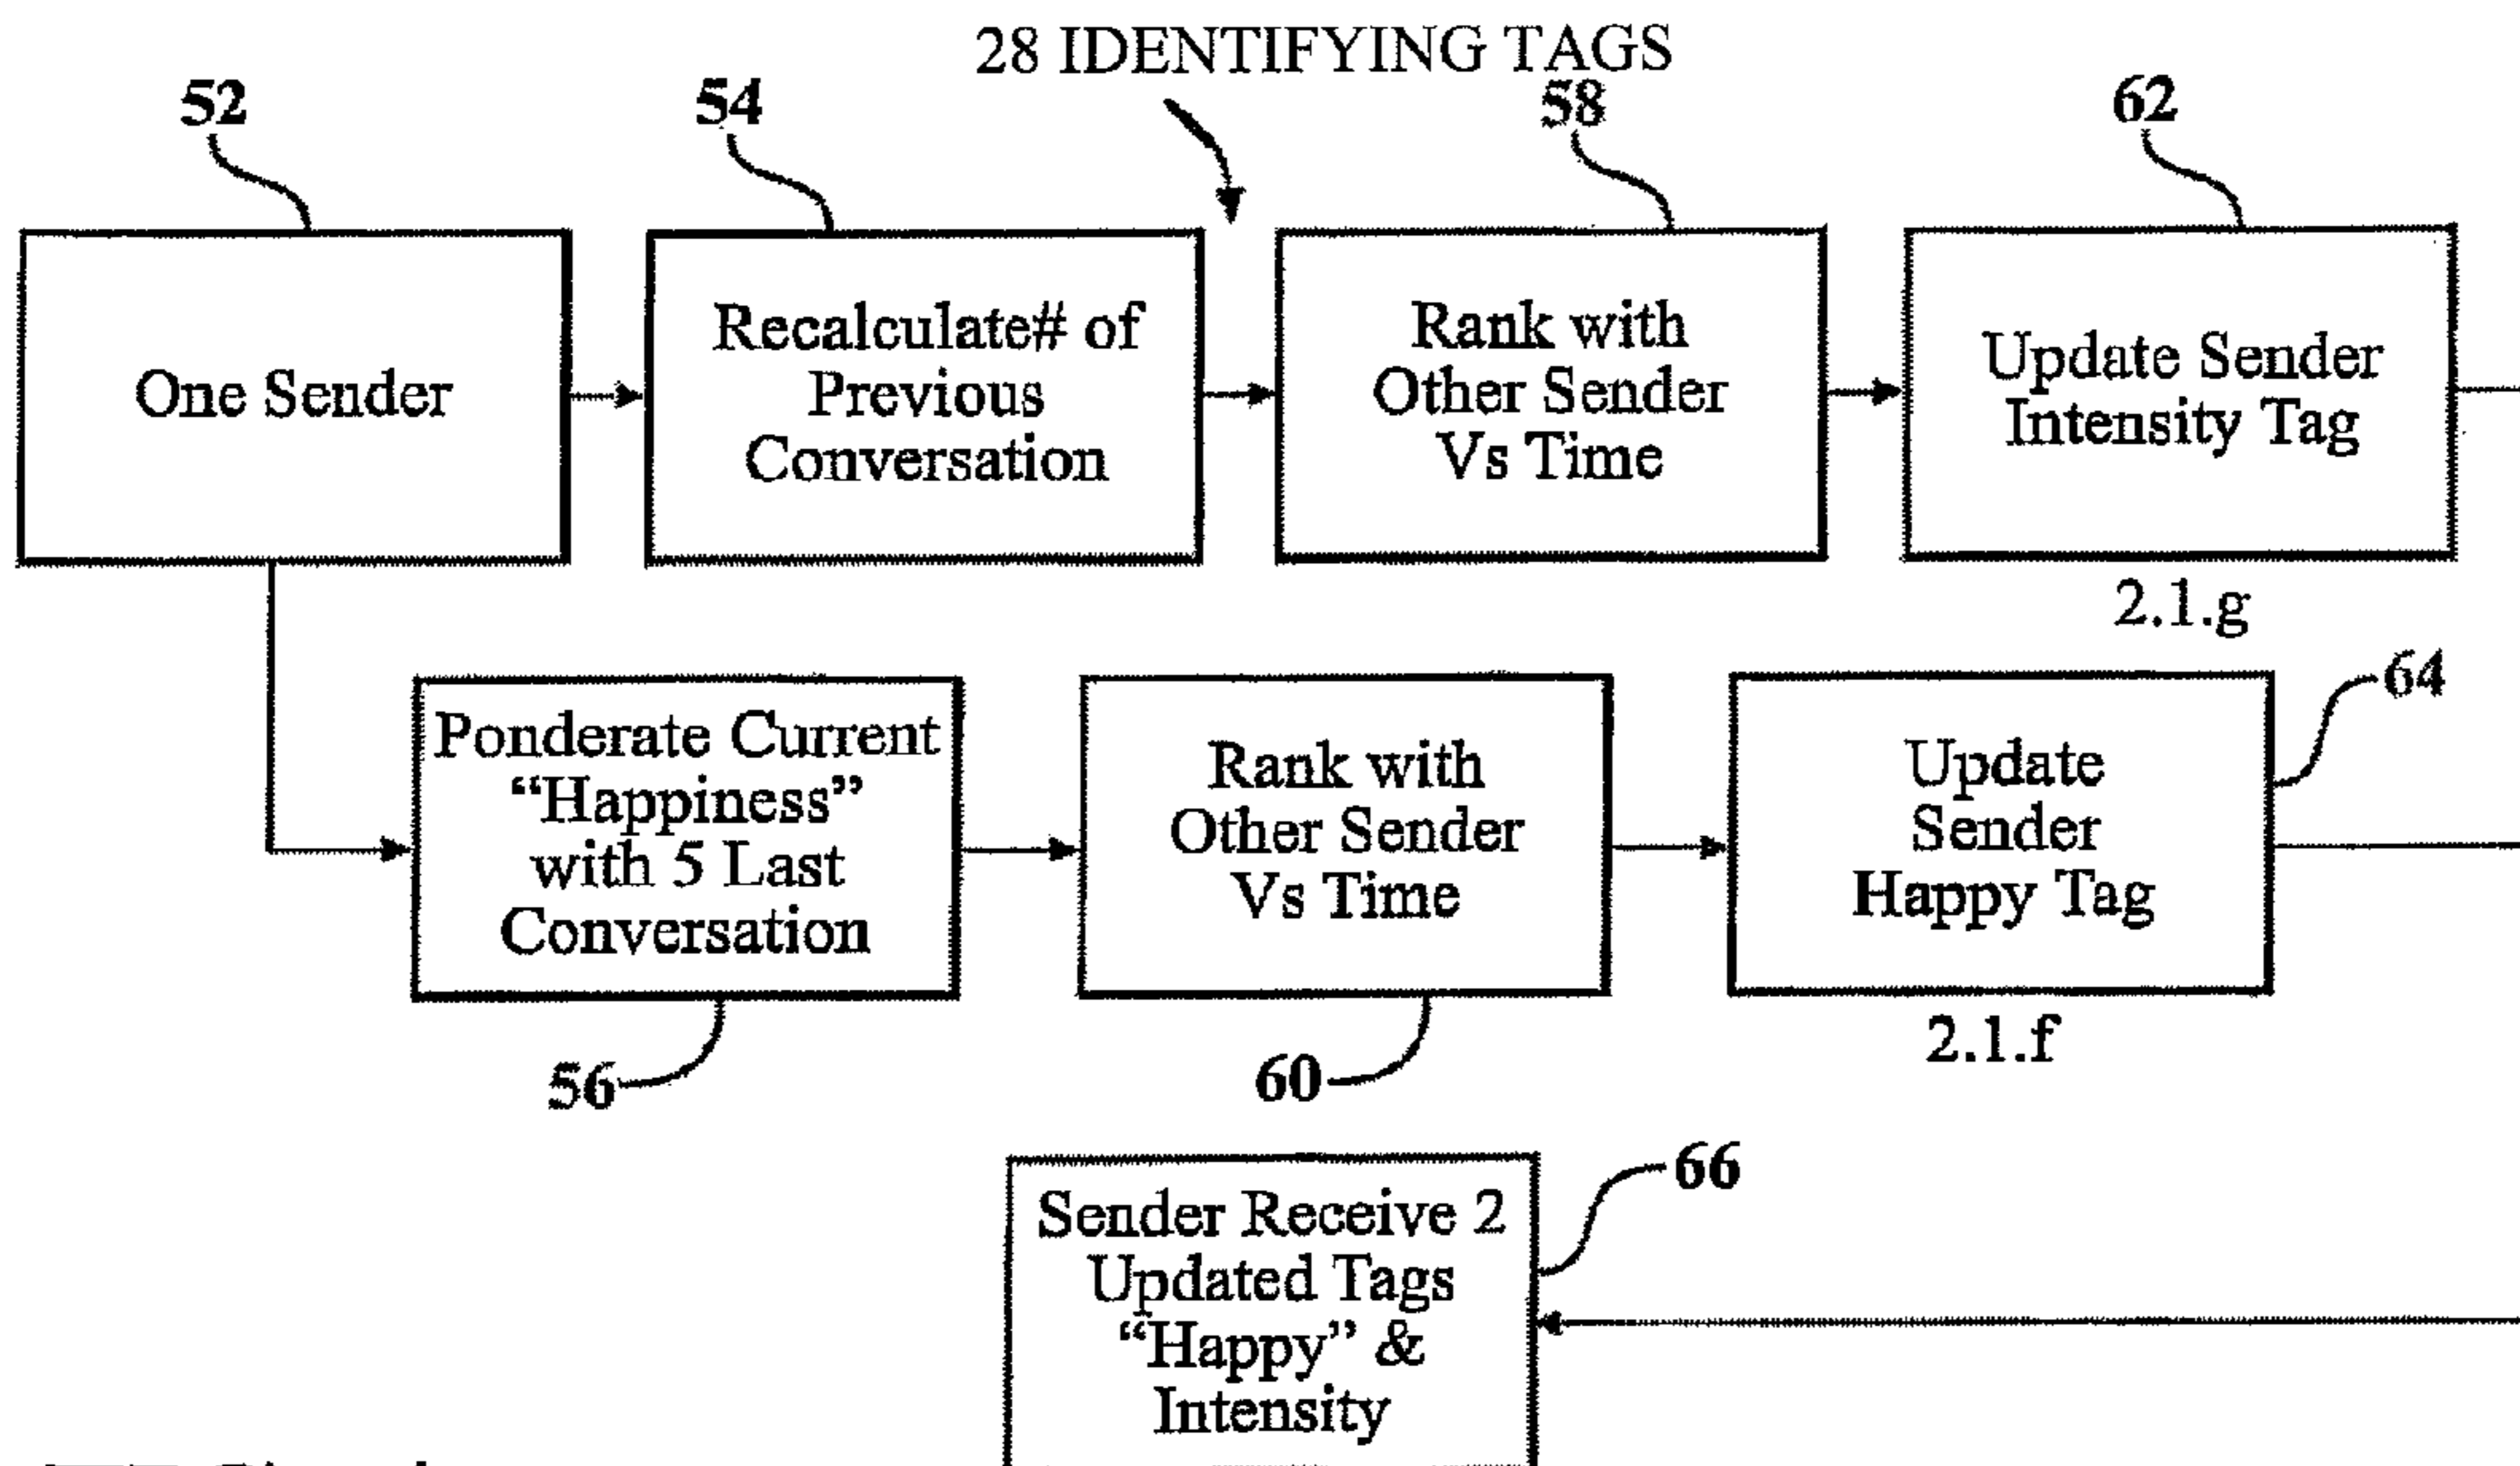 28 IDENTIFYING TAGS
52
54
58
62
One Sender
Recalculate# of
Previous
Conversation
Rank with
Other Sender
Vs Time
Update Sender
Intensity Tag
2.1.g
Ponderate Current
“Happiness”
with 5 Last
Conversation
Rank with
Other Sender
Vs Time
Update
Sender
Happy Tag
64
2.1.f
56
60
66
Sender Receive 2
Updated Tags
“Happy” &
Intensity